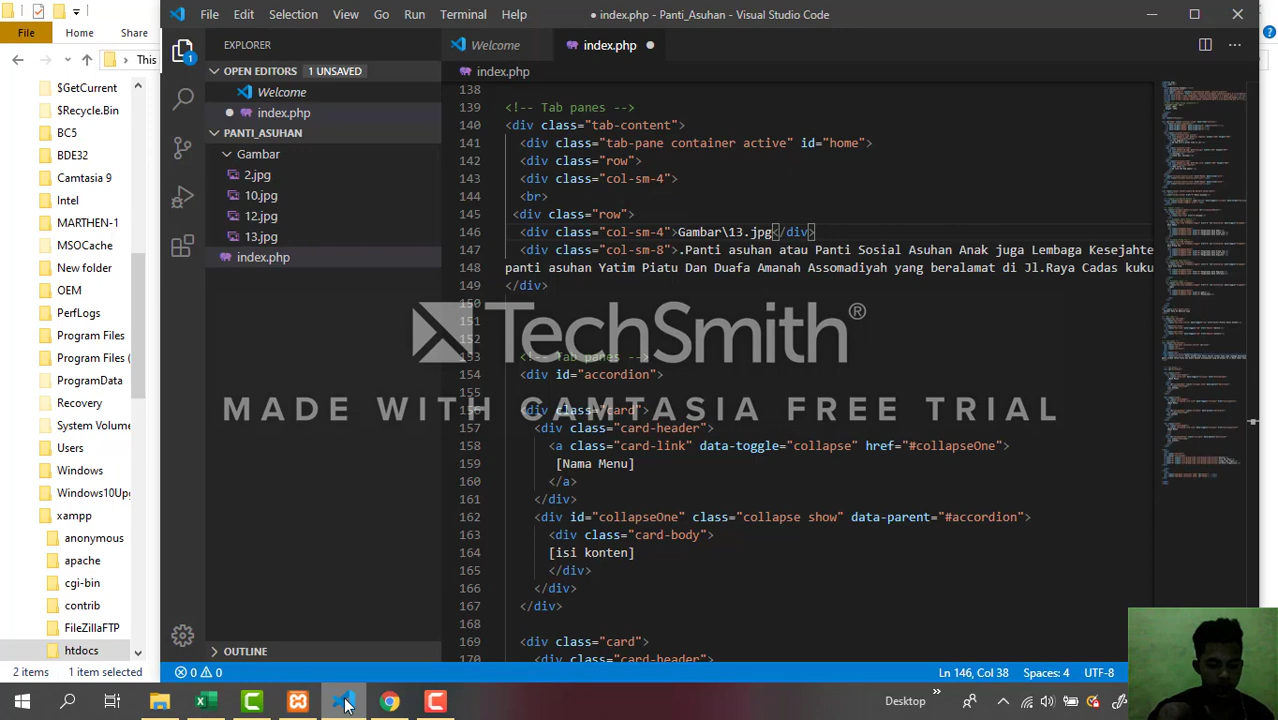 File Edit Selection View Go Run Terminal Help
● index.php - Panti_Asuhan - Visual Studio Code
File Home Share
This
$GetCurrent
$Recycle.Bin
BC5
BDE32
Camtasia 9
Intel
MARTHEN-1
MSOCache
New folder
OEM
PerfLogs
Program Files
Program Files (
ProgramData
Recovery
System Volume
Users
Windows
Windows10Upg
xampp
anonymous
apache
cgi-bin
contrib
FileZillaFTP
htdocs
2 items 1 item selected
EXPLORER
OPEN EDITORS 1 UNSAVED
Welcome
index.php
PANTI_ASUHAN
Gambar
2.jpg
10.jpg
12.jpg
13.jpg
index.php
OUTLINE
1
Welcome index.php
index.php
138
139 <!-- Tab panes -->
140 <div class="tab-content">
141 <div class="tab-pane container active" id="home">
142 <div class="row">
143 <div class="col-sm-4">
144 <br>
145 <div class="row">
146 <div class="col-sm-4">Gambar\13.jpg</div>
147 <div class="col-sm-8">.Panti asuhan atau Panti Sosial Asuhan Anak juga Lembaga Kesejahte
148 panti asuhan Yatim Piatu Dan Duafa Amanah Assomadiyah yang beralamat di Jl.Raya Cadas kuku
149 </div>
150
151
153 <!-- Tab panes -->
154 <div id="accordion">
155
156 <div class="card">
157 <div class="card-header">
158 <a class="card-link" data-toggle="collapse" href="#collapseOne">
159 [Nama Menu]
160 </a>
161 </div>
162 <div id="collapseOne" class="collapse show" data-parent="#accordion">
163 <div class="card-body">
164 [isi konten]
165 </div>
166 </div>
167 </div>
168
169 <div class="card">
170 <div class="card-header">
TechSmith®
MADE WITH CAMTASIA FREE TRIAL
0 0 Ln 146, Col 38 Spaces: 4 UTF-8
Desktop